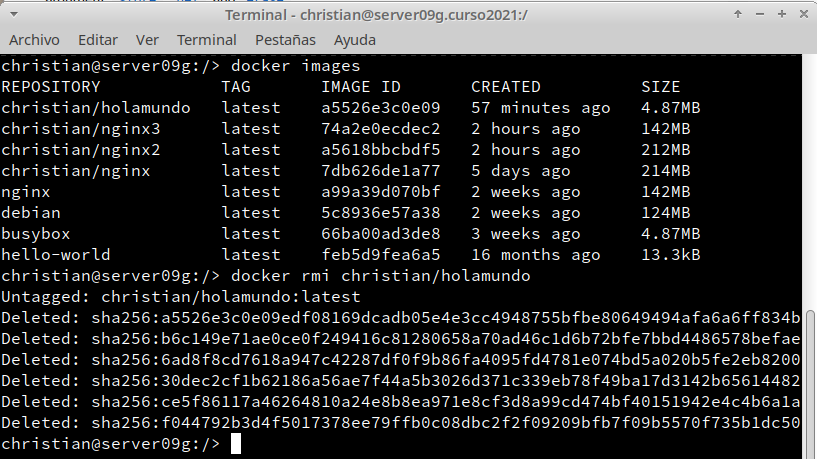 Terminal - christian@server09g.curso2021:/
Archivo Editar Ver Terminal Pestañas Ayuda
christian@server09g:/> docker images
REPOSITORY TAG IMAGE ID CREATED SIZE
christian/holamundo latest a5526e3c0e09 57 minutes ago 4.87MB
christian/nginx3 latest 74a2e0ecdec2 2 hours ago 142MB
christian/nginx2 latest a5618bbcbdf5 2 hours ago 212MB
christian/nginx latest 7db626de1a77 5 days ago 214MB
nginx latest a99a39d070bf 2 weeks ago 142MB
debian latest 5c8936e57a38 2 weeks ago 124MB
busybox latest 66ba00ad3de8 3 weeks ago 4.87MB
hello-world latest feb5d9fea6a5 16 months ago 13.3kB
christian@server09g:/> docker rmi christian/holamundo
Untagged: christian/holamundo:latest
Deleted: sha256:a5526e3c0e09edf08169dcadb05e4e3cc4948755bfbe80649494afa6a6ff834b
Deleted: sha256:b6c149e71ae0ce0f249416c81280658a70ad46c1d6b72bfe7bbd4486578befae
Deleted: sha256:6ad8f8cd7618a947c42287df0f9b86fa4095fd4781e074bd5a020b5fe2eb8200
Deleted: sha256:30dec2cf1b62186a56ae7f44a5b3026d371c339eb78f49ba17d3142b65614482
Deleted: sha256:ce5f86117a46264810a24e8b8ea971e8cf3d8a99cd474bf40151942e4c4b6a1a
Deleted: sha256:f044792b3d4f5017378ee79ffb0c08dbc2f2f09209bfb7f09b5570f735b1dc50
christian@server09g:/>